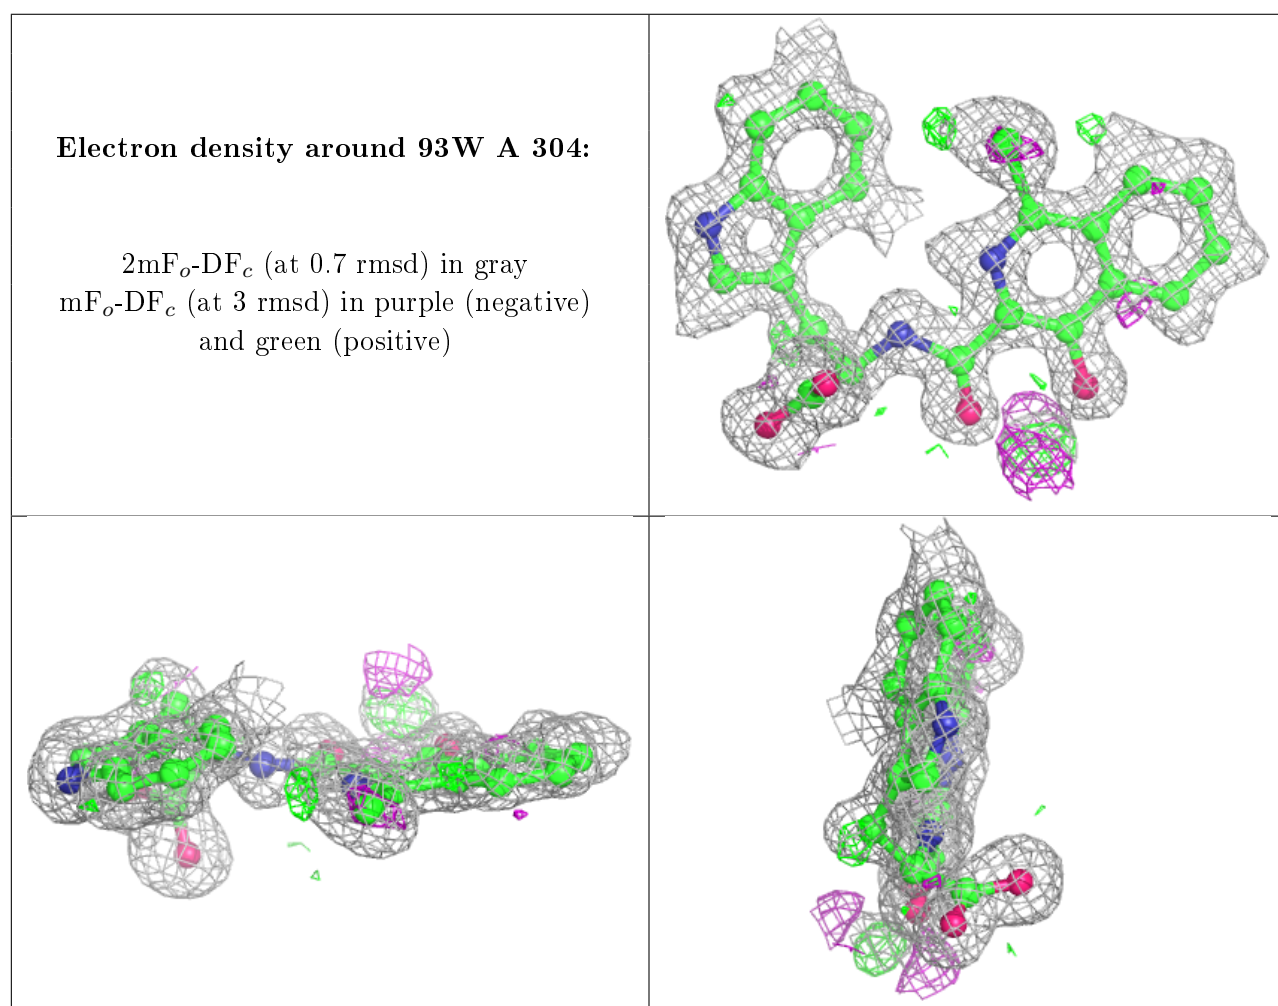 Electron density around 93W A 304:
2mFo-DFc (at 0.7 rmsd) in gray
mFo-DFc (at 3 rmsd) in purple (negative)
and green (positive)